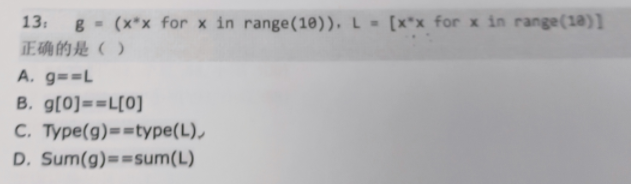 13: g = (x*x for x in range(10)). L = [x*x for x in range(10)]
正确的是（ ）
A. g==L
B. g[0]==L[0]
C. Type(g)==type(L)、
D. Sum(g)==sum(L)